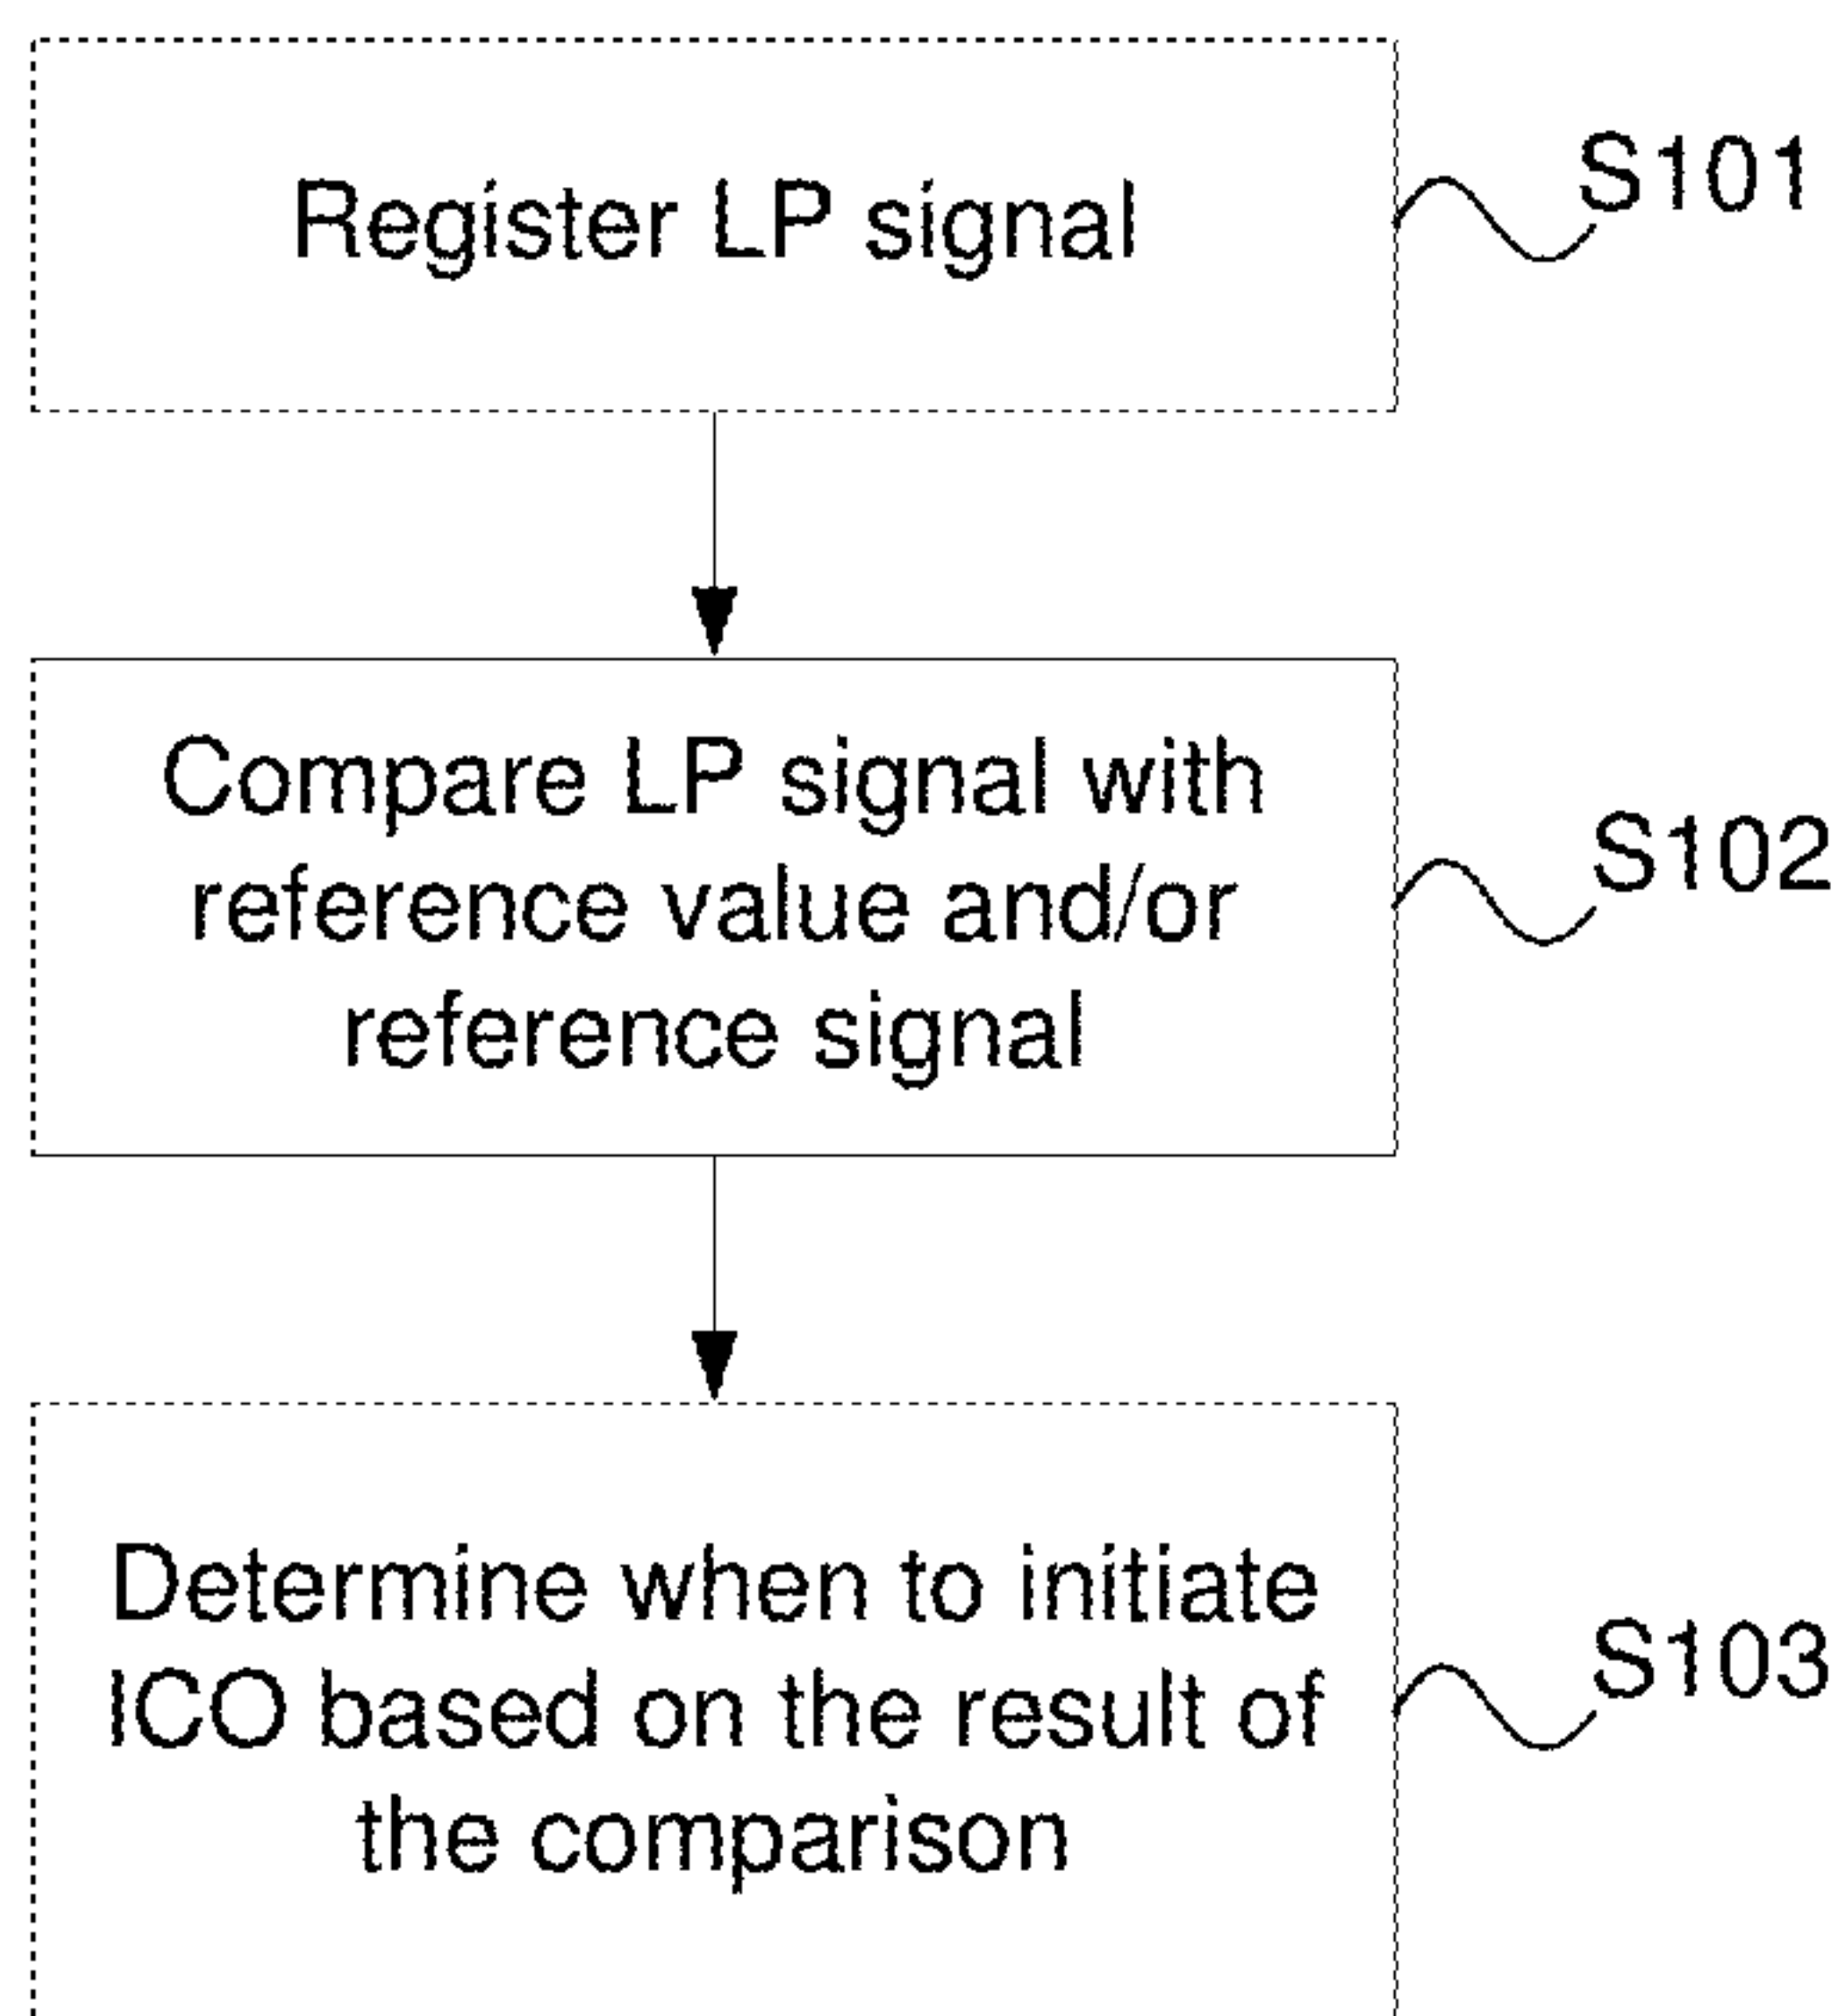 Register LP signal
S101
Compare LP signal with
reference value and/or
reference signal
S102
Determine when to initiate
ICO based on the result of
the comparison
S103